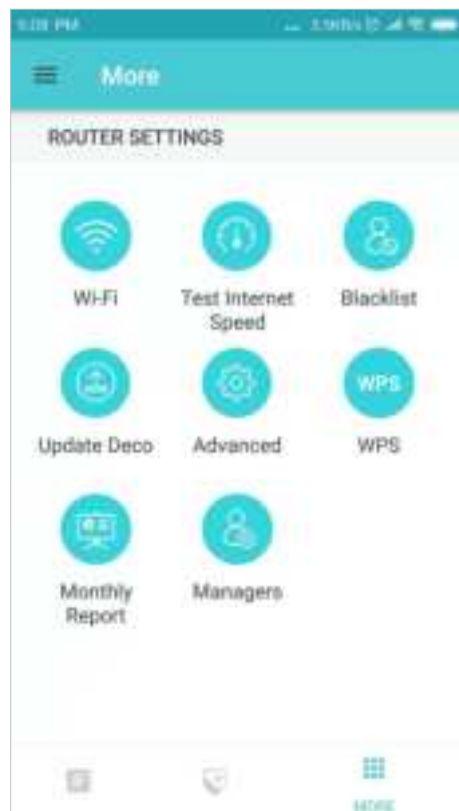 More
ROUTER SETTINGS
Wi-Fi
Test Internet
Speed
Blacklist
Update Deco
Advanced
WPS
WPS
Monthly
Report
Managers
MORE